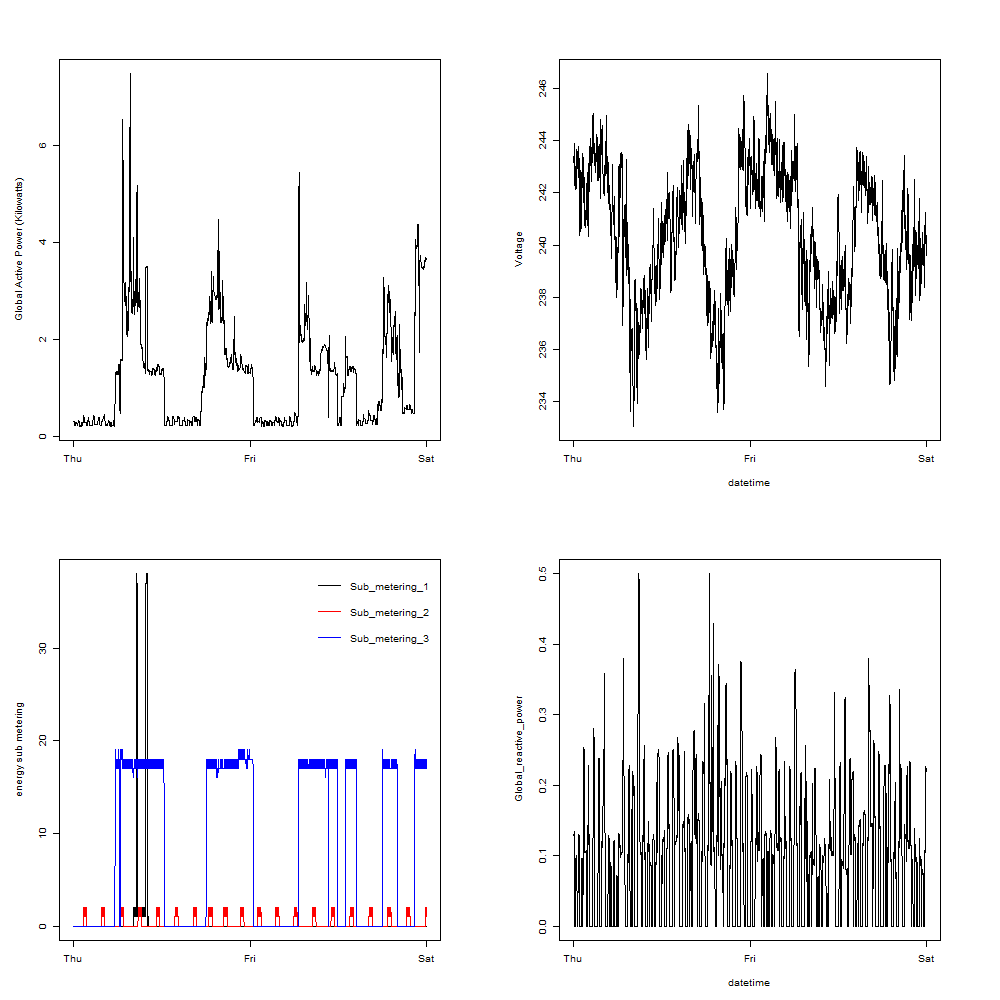 Global Active Power (Kilowatts)
6
4
2
0
Thu
Fri
Sat
Voltage
246
244
242
240
238
236
234
Thu
Fri
Sat
datetime
energy sub metering
30
20
10
0
Sub_metering_1
Sub_metering_2
Sub_metering_3
Thu
Fri
Sat
Global_reactive_power
0.5
0.4
0.3
0.2
0.1
0.0
Thu
Fri
Sat
datetime